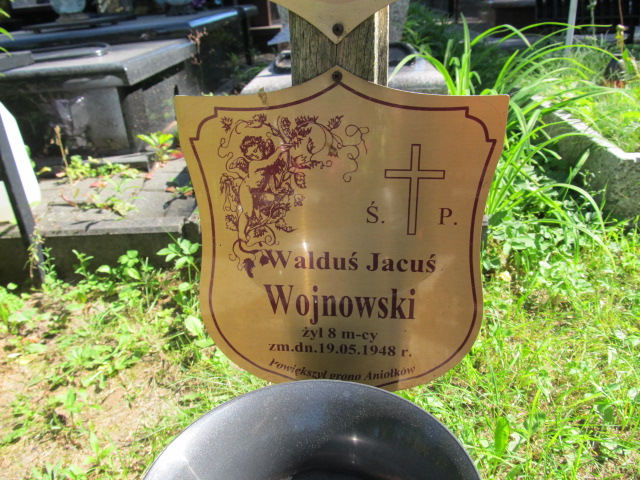 Ś. P.
Walduś Jacuś
Wojnowski
żył 8 m-cy
zm.dn.19.05.1948 r.
Powiększył grono Aniołków